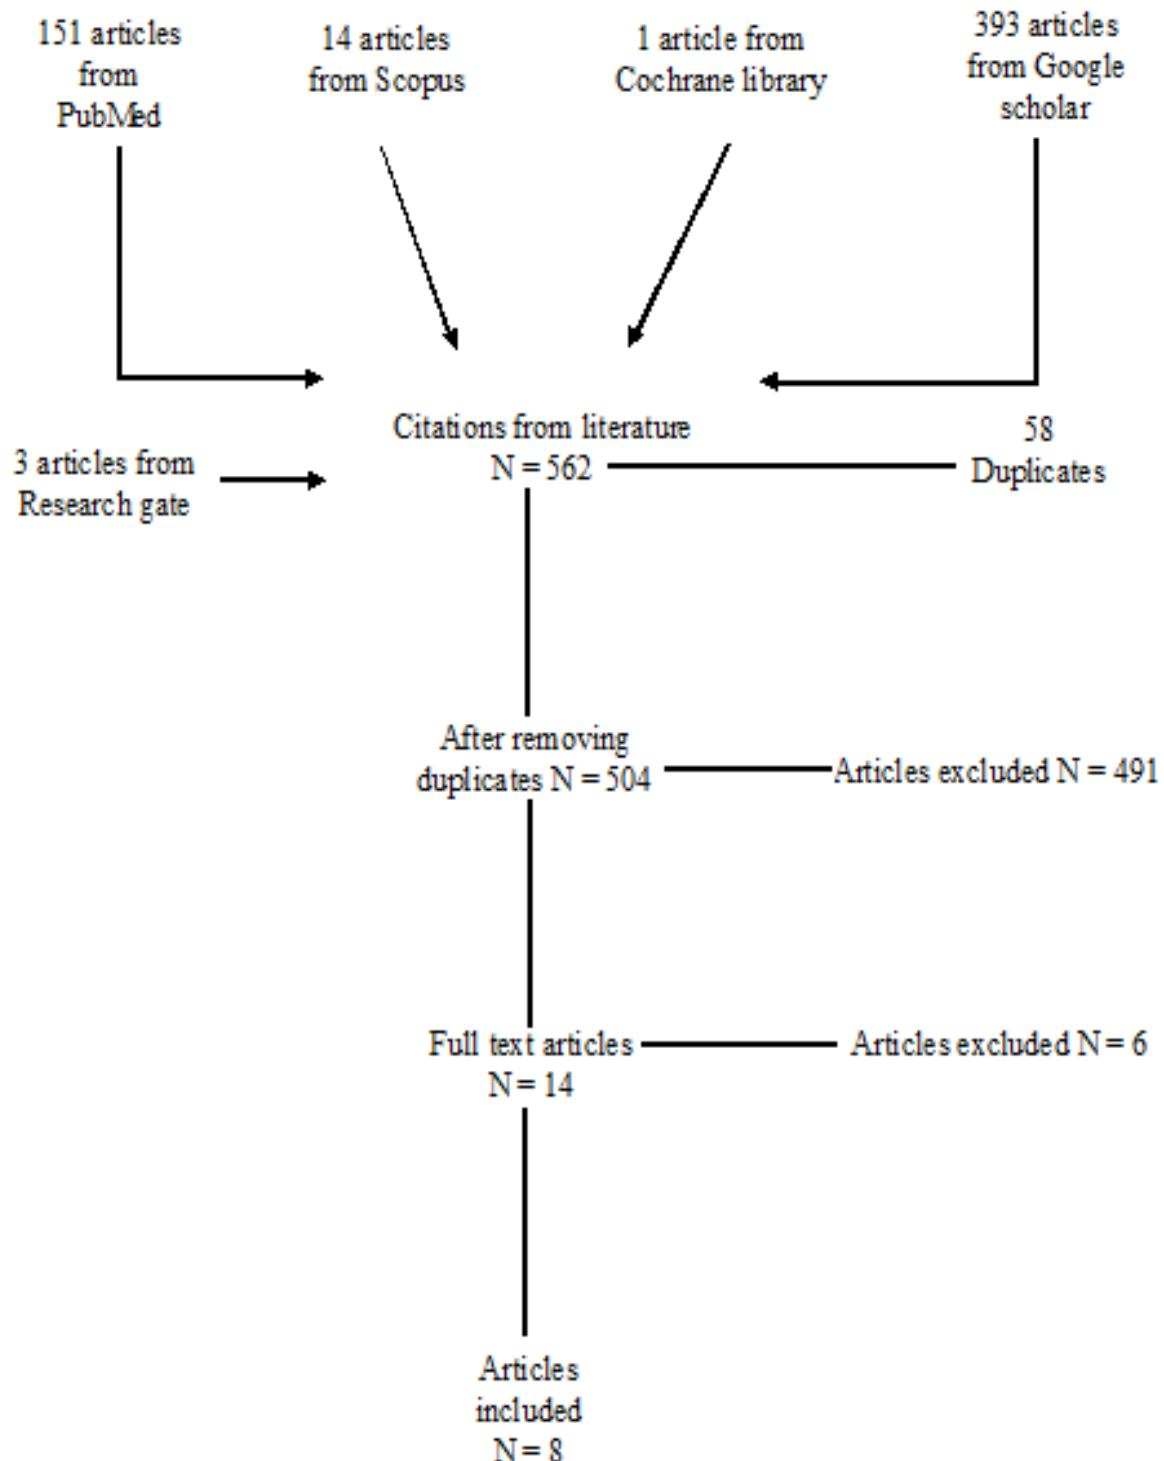 151 articles
from
PubMed
14 articles
from Scopus
1 article from
Cochrane library
393 articles
from Google
scholar
Citations from literature
N = 562
58
Duplicates
3 articles from
Research gate
After removing
duplicates N = 504
Articles excluded N = 491
Full text articles
N = 14
Articles excluded N = 6
Articles
included
N = 8